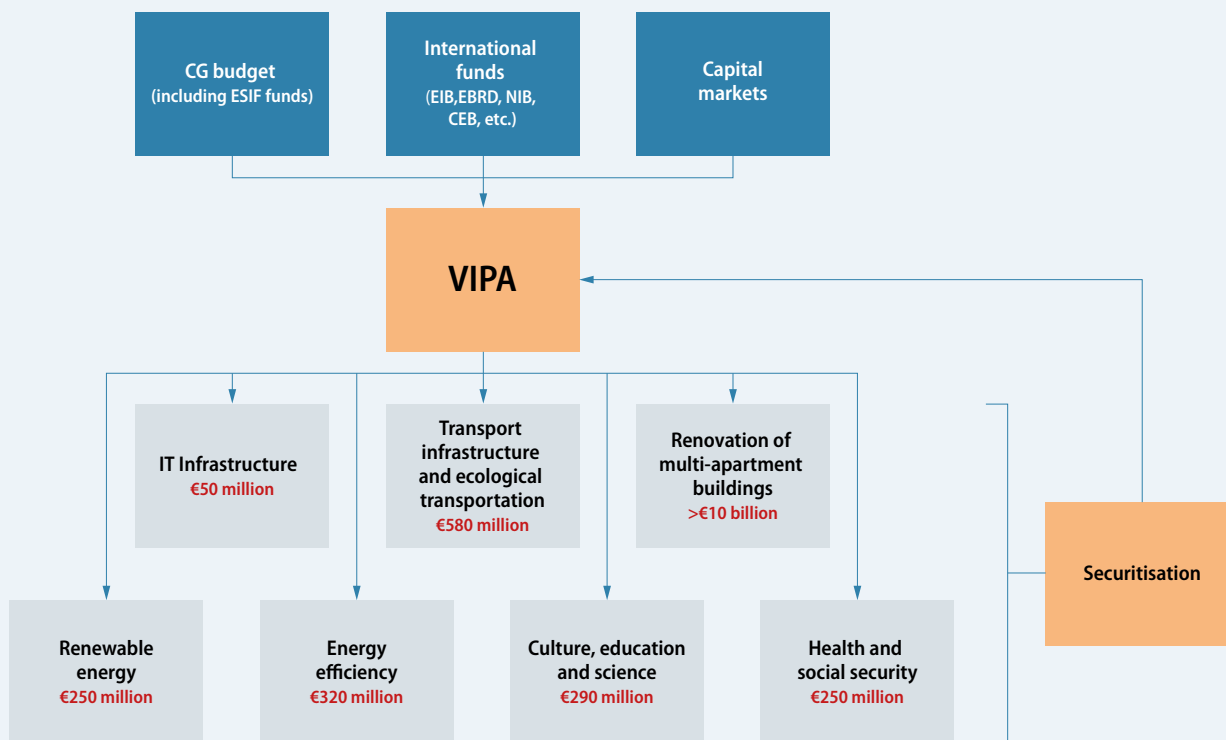 CG budget
(including ESIF funds)
International
funds
(EIB,EBRD, NIB,
CEB, etc.)
Capital
markets
VIPA
IT Infrastructure
€50 million
Transport
infrastructure
and ecological
transportation
€580 million
Renovation of
multi-apartment
buildings
>€10 billion
Securitisation
Renewable
energy
€250 million
Energy
efficiency
€320 million
Culture, education
and science
€290 million
Health and
social security
€250 million